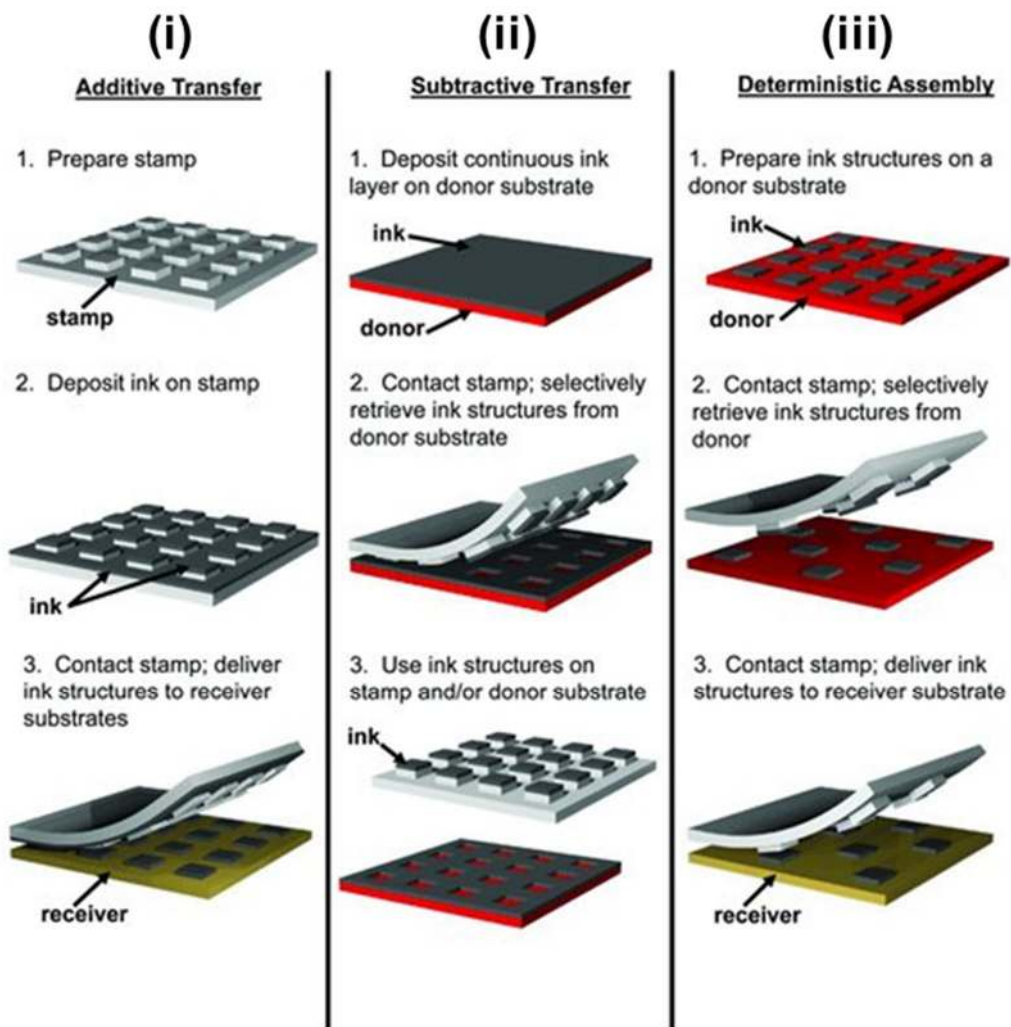 (i)
Additive Transfer
1. Prepare stamp
stamp
2. Deposit ink on stamp
ink
3. Contact stamp; deliver
ink structures to receiver
substrates
receiver
(ii)
Subtractive Transfer
1. Deposit continuous ink
layer on donor substrate
ink
donor
2. Contact stamp; selectively
retrieve ink structures from
donor substrate
3. Use ink structures on
stamp and/or donor substrate
ink
(iii)
Deterministic Assembly
1. Prepare ink structures on a
donor substrate
ink
donor
2. Contact stamp; selectively
retrieve ink structures from
donor
3. Contact stamp; deliver ink
structures to receiver substrate
receiver